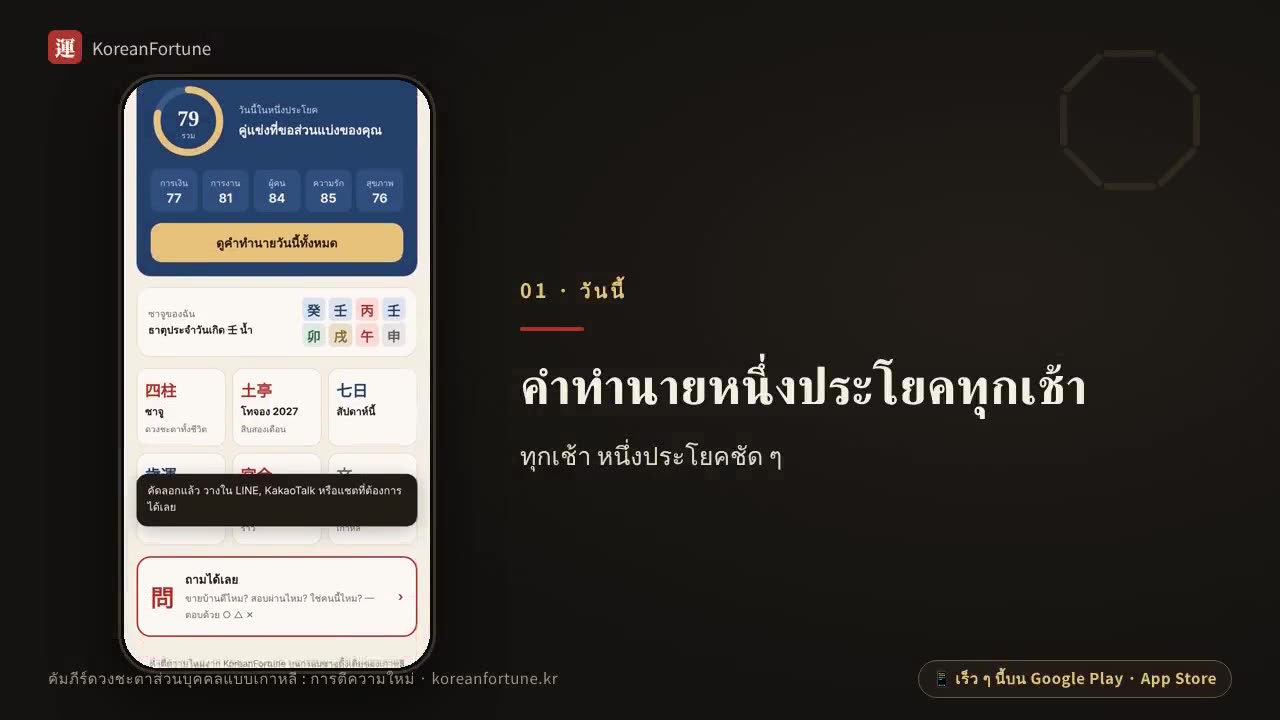 運 KoreanFortune
79
รวม
วันนี้ในหนึ่งประโยค
คู่แข่งที่ขอส่วนแบ่งของคุณ
การเงิน การงาน ผู้คน ความรัก สุขภาพ
77 81 84 85 76
ดูคำทำนายวันนี้ทั้งหมด
ซาจูของฉัน
ธาตุประจำวันเกิด 壬 น้ำ
癸 壬 丙 壬
卯 戌 午 申
四柱 土亭 七日
ซาจู โทจอง 2027 สัปดาห์นี้
ดวงชะตาทั้งชีวิต สิบสองเดือน
คัดลอกแล้ว วางใน LINE, KakaoTalk หรือแชตที่ต้องการ
ได้เลย
問
ถามได้เลย
ขายบ้านดีไหม? สอบผ่านไหม? ใช่คนนี้ไหม? —
ตอบด้วย ○ △ ×
›
01 · วันนี้
คำทำนายหนึ่งประโยคทุกเช้า
ทุกเช้า หนึ่งประโยคชัด ๆ
คัมภีร์ดวงชะตาส่วนบุคคลแบบเกาหลี : การตีความใหม่ · koreanfortune.kr
เร็ว ๆ นี้บน Google Play · App Store